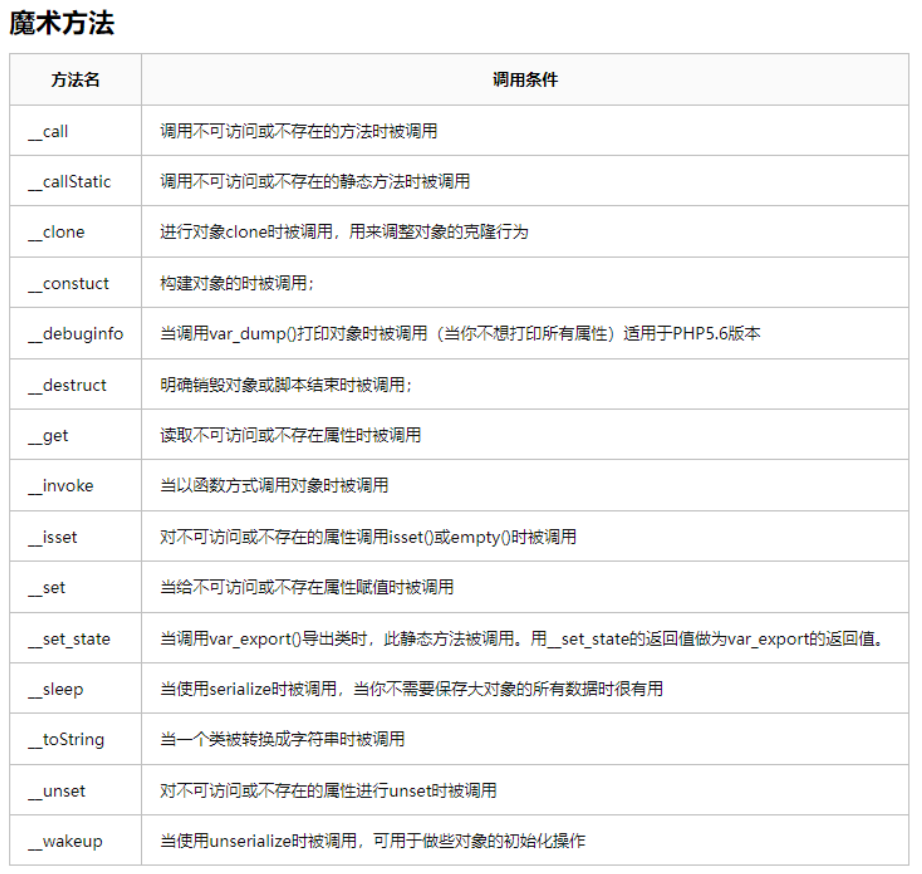 魔术方法
方法名 调用条件
__call 调用不可访问或不存在的方法时被调用
__callStatic 调用不可访问或不存在的静态方法时被调用
__clone 进行对象clone时被调用，用来调整对象的克隆行为
__constuct 构建对象的时被调用；
__debuginfo 当调用var_dump()打印对象时被调用（当你不想打印所有属性）适用于PHP5.6版本
__destruct 明确销毁对象或脚本结束时被调用；
__get 读取不可访问或不存在属性时被调用
__invoke 当以函数方式调用对象时被调用
__isset 对不可访问或不存在的属性调用isset()或empty()时被调用
__set 当给不可访问或不存在属性赋值时被调用
__set_state 当调用var_export()导出类时，此静态方法被调用。用__set_state的返回值做为var_export的返回值。
__sleep 当使用serialize时被调用，当你不需要保存大对象的所有数据时很有用
__toString 当一个类被转换成字符串时被调用
__unset 对不可访问或不存在的属性进行unset时被调用
__wakeup 当使用unserialize时被调用，可用于做些对象的初始化操作